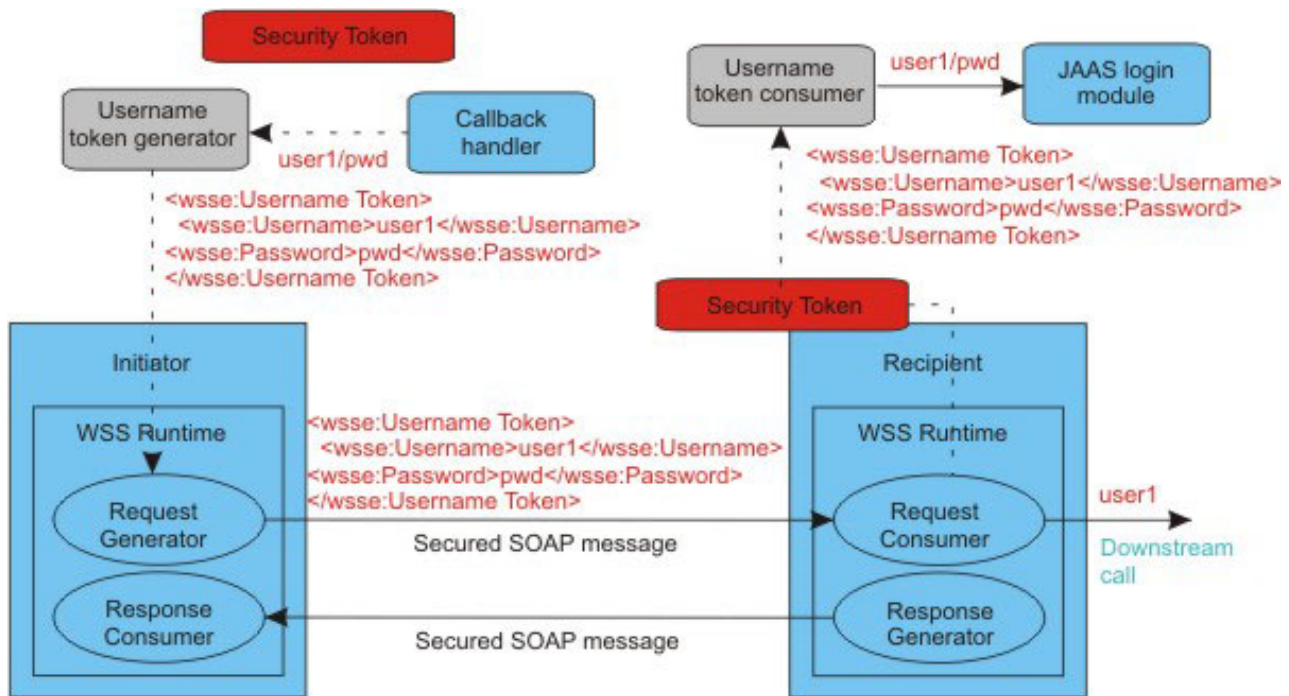 Security Token
Username
token generator
Callback
handler
user1/pwd
<wsse:Username Token>
<wsse:Username>user1</wsse:Username>
<wsse:Password>pwd</wsse:Password>
</wsse:Username Token>
Username
token consumer
user1/pwd
JAAS login
module
<wsse:Username Token>
<wsse:Username>user1</wsse:Username>
<wsse:Password>pwd</wsse:Password>
</wsse:Username Token>
Security Token
Initiator
WSS Runtime
Request
Generator
Response
Consumer
<wsse:Username Token>
<wsse:Username>user1</wsse:Username>
<wsse:Password>pwd</wsse:Password>
</wsse:Username Token>
Secured SOAP message
Secured SOAP message
Recipient
WSS Runtime
Request
Consumer
Response
Generator
user1
Downstream
call